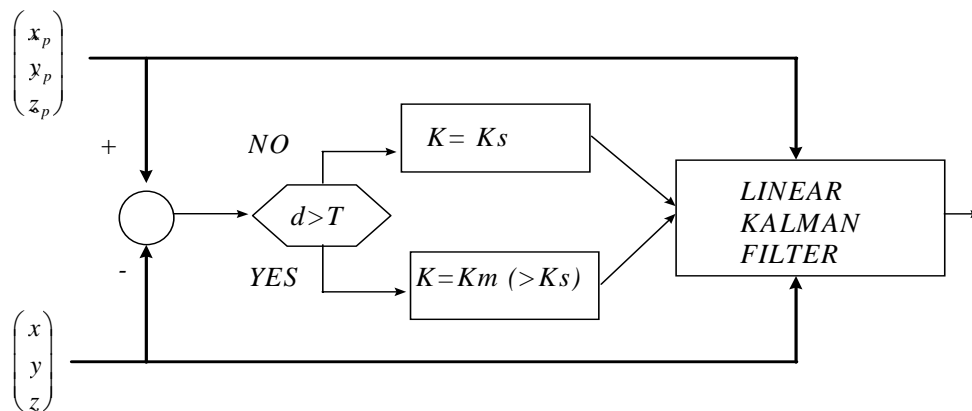 x_p
y_p
z_p
+
NO
K= Ks
d>T
LINEAR
KALMAN
FILTER
-
YES
K=Km (>Ks)
x
y
z